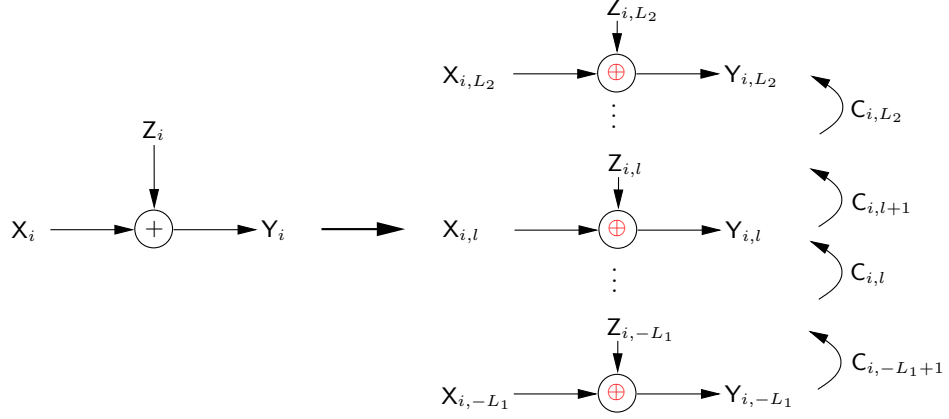 Z_{i,L_2}
X_{i,L_2} ⊕ Y_{i,L_2}
C_{i,L_2}
Z_i
Z_{i,l}
C_{i,l+1}
X_i + Y_i
X_{i,l} ⊕ Y_{i,l}
C_{i,l}
Z_{i,-L_1}
C_{i,-L_1+1}
X_{i,-L_1} ⊕ Y_{i,-L_1}